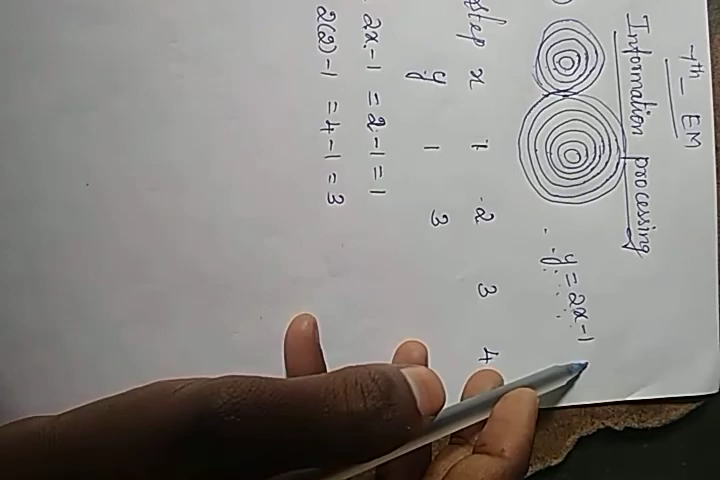 7th - EM
Information processing
)
y = 2x-1
step x 1 2 3 4
y 1 3
2x-1 = 2-1 = 1
2(2)-1 = 4-1 = 3